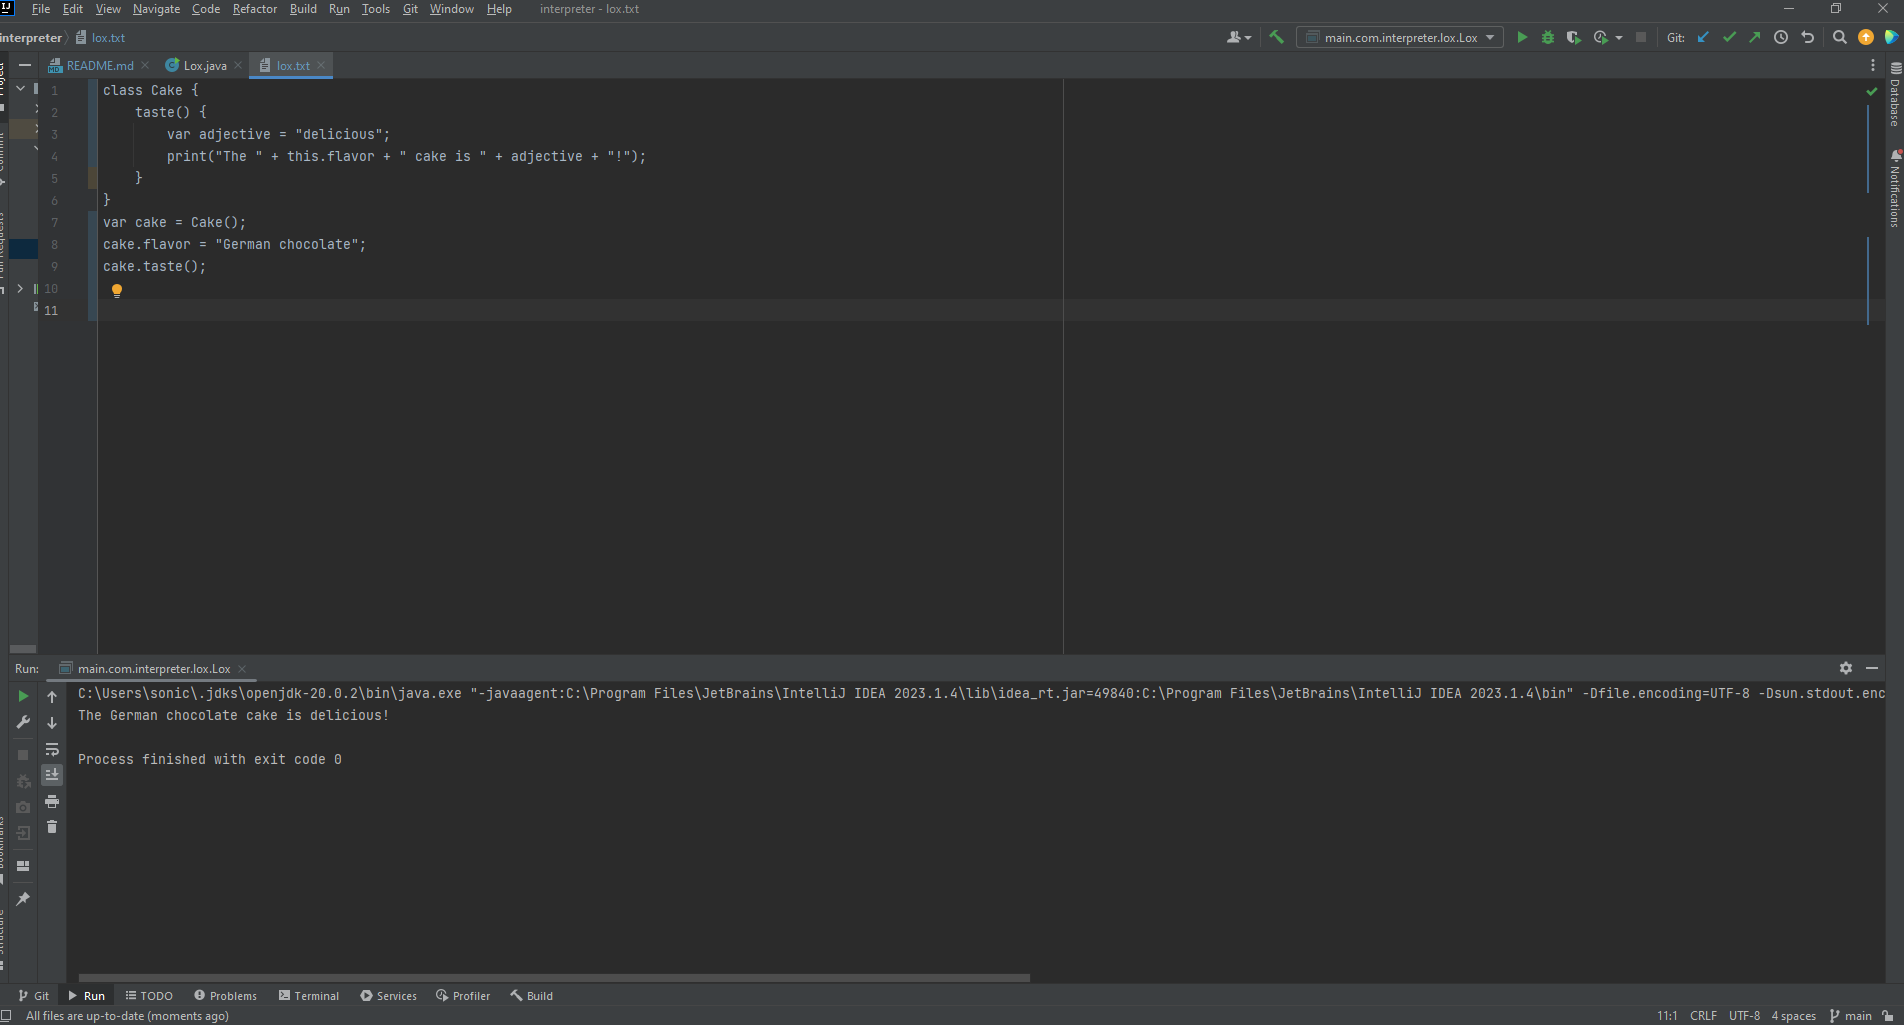 File Edit View Navigate Code Refactor Build Run Tools Git Window Help interpreter - lox.txt
interpreter lox.txt
main.com.interpreter.lox.Lox
Git:
README.md Lox.java lox.txt
1 class Cake {
2 taste() {
3 var adjective = "delicious";
4 print("The " + this.flavor + " cake is " + adjective + "!");
5 }
6 }
7 var cake = Cake();
8 cake.flavor = "German chocolate";
9 cake.taste();
10
11
Database
Notifications
Run: main.com.interpreter.lox.Lox
C:\Users\sonic\.jdks\openjdk-20.0.2\bin\java.exe "-javaagent:C:\Program Files\JetBrains\IntelliJ IDEA 2023.1.4\lib\idea_rt.jar=49840:C:\Program Files\JetBrains\IntelliJ IDEA 2023.1.4\bin" -Dfile.encoding=UTF-8 -Dsun.stdout.enc
The German chocolate cake is delicious!
Process finished with exit code 0
Git Run TODO Problems Terminal Services Profiler Build
All files are up-to-date (moments ago)
11:1 CRLF UTF-8 4 spaces main